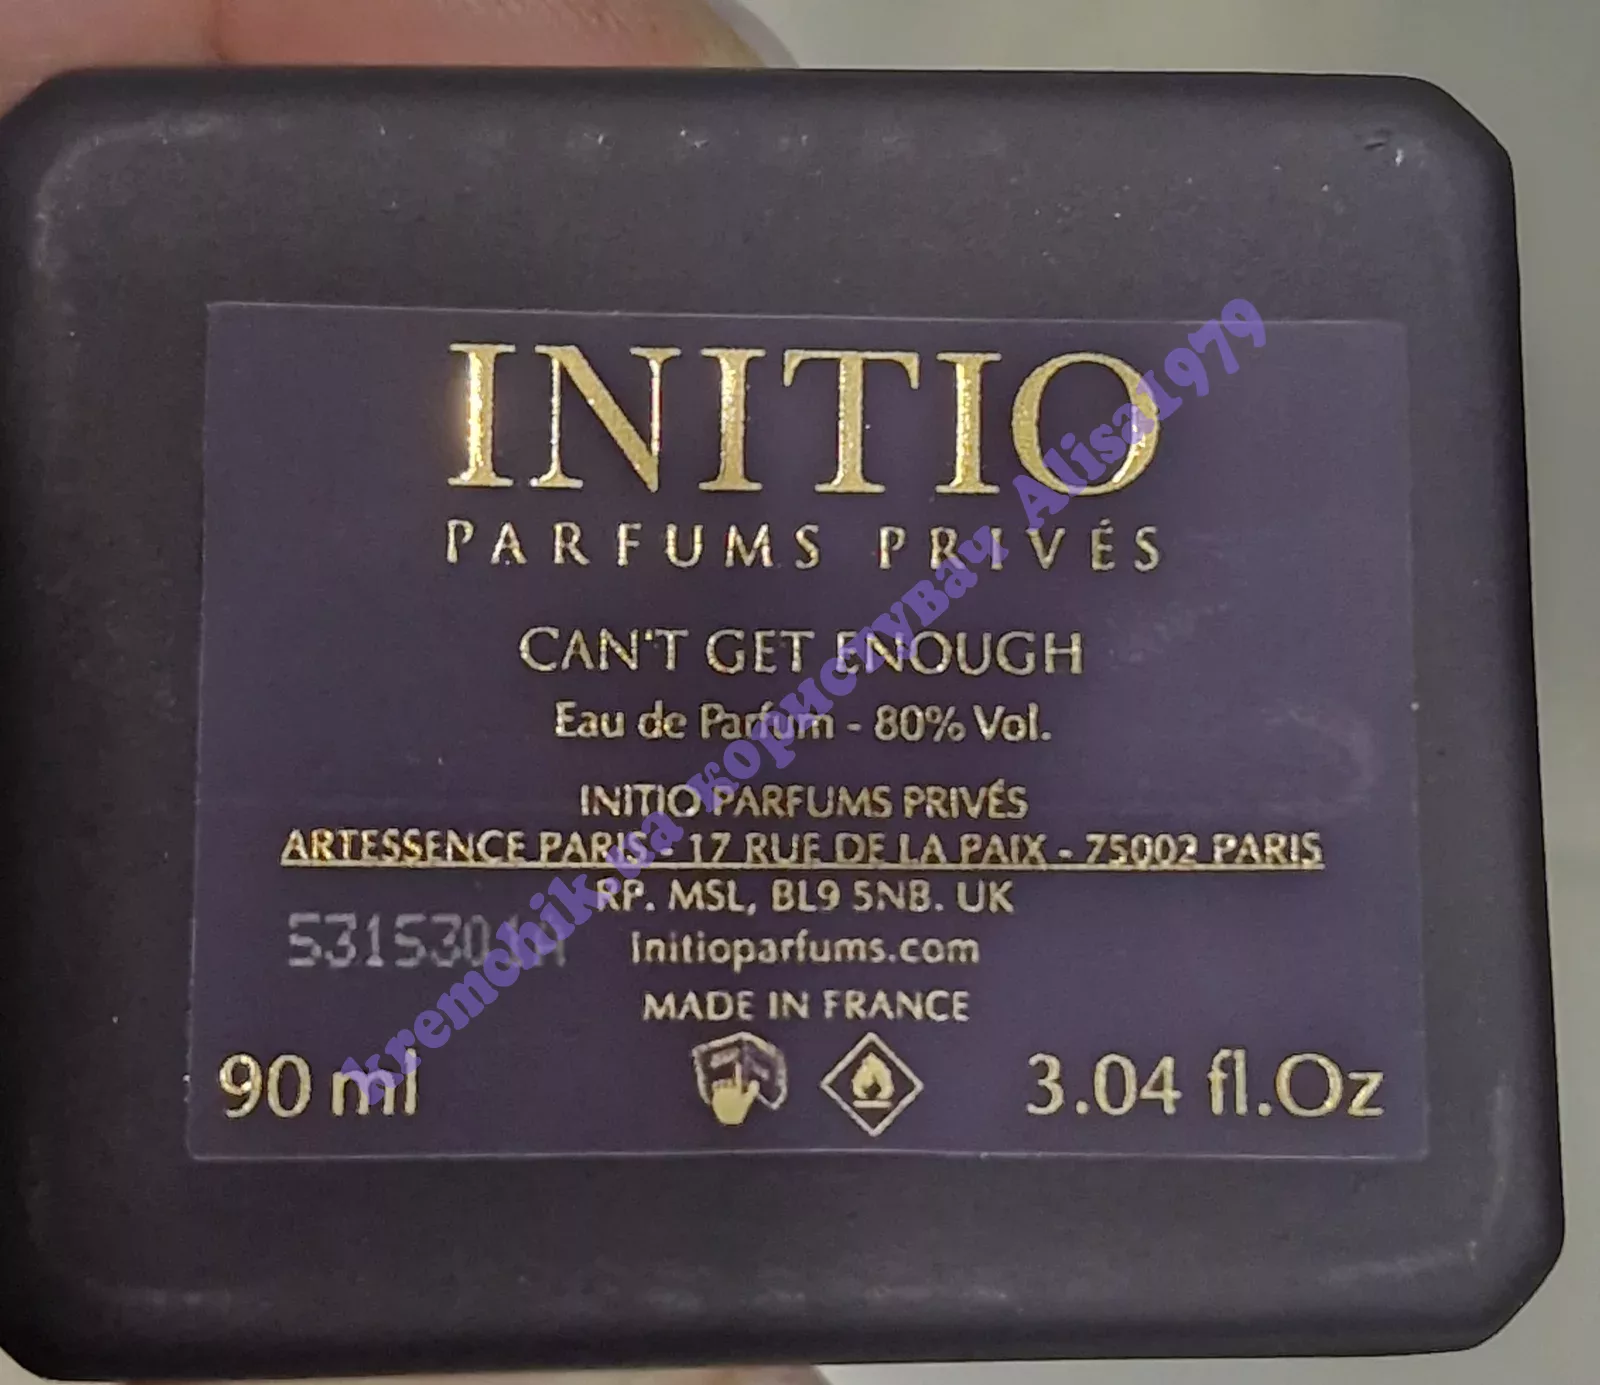 INITIO
PARFUMS PRIVÉS
CAN'T GET ENOUGH
Eau de Parfum - 80% Vol.
INITIO PARFUMS PRIVÉS
ARTESSENCE PARIS - 17 RUE DE LA PAIX - 75002 PARIS
RP. MSL, BL9 5NB. UK
Initioparfums.com
MADE IN FRANCE
90 ml
3.04 fl.Oz
kremchik.ua користувач Alisa1979